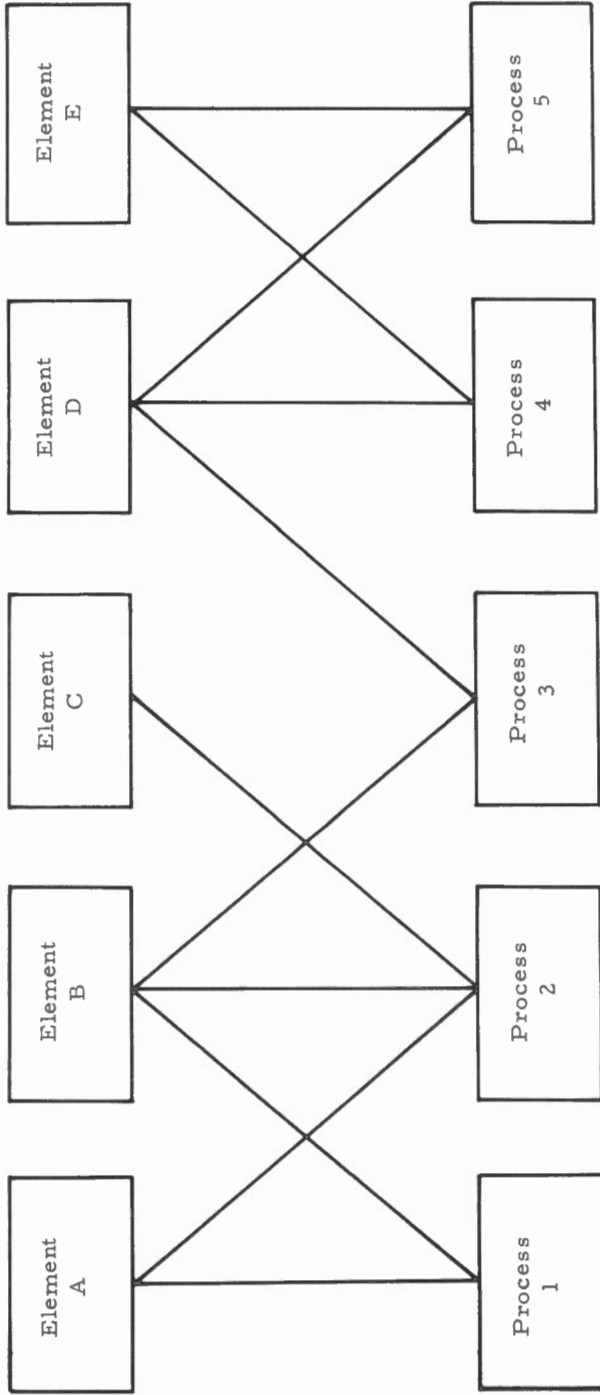 Element
A
Element
B
Element
C
Element
D
Element
E
Process
1
Process
2
Process
3
Process
4
Process
5